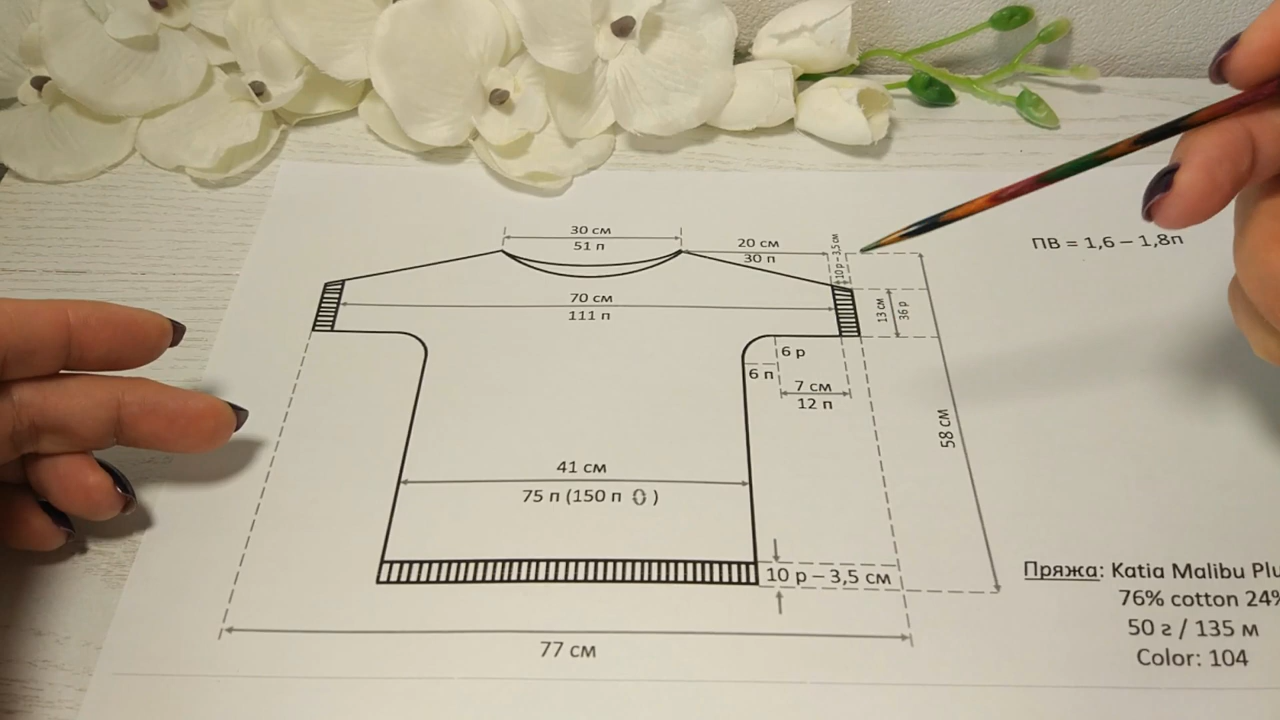 30 см
51 п
20 см
30 п
10 р – 3,5 см
ПВ = 1,6 – 1,8п
70 см
111 п
13 см
36 р
6 р
6 п
7 см
12 п
58 см
41 см
75 п (150 п 0 )
10 р – 3,5 см
77 см
Пряжа: Katia Malibu Plu
76% cotton 24%
50 г / 135 м
Color: 104